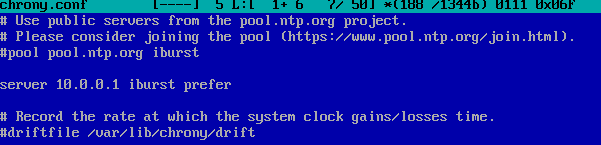 chrony.conf [----] 5 L:[ 1+ 6 7/ 50] *(188 /1344b) 0111 0x06F
# Use public servers from the pool.ntp.org project.
# Please consider joining the pool (https://www.pool.ntp.org/join.html).
#pool pool.ntp.org iburst
server 10.0.0.1 iburst prefer
# Record the rate at which the system clock gains/losses time.
#driftfile /var/lib/chrony/drift